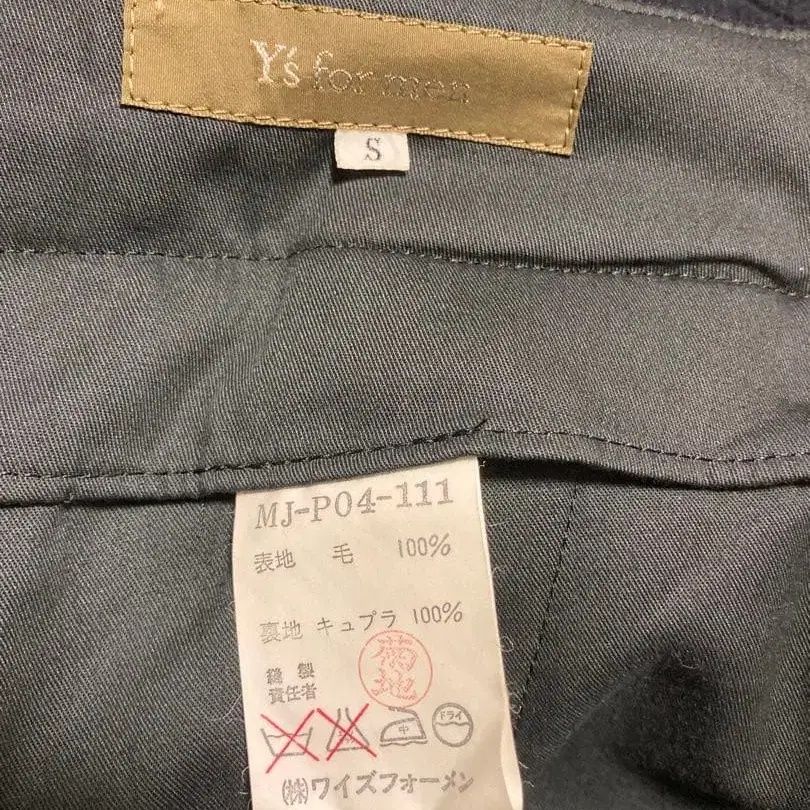 Y's for men
S
MJ-P04-111
表地 毛 100%
裏地 キュプラ 100%
縫製
責任者
菊地
中 ドライ
㈱ワイズフォーメン